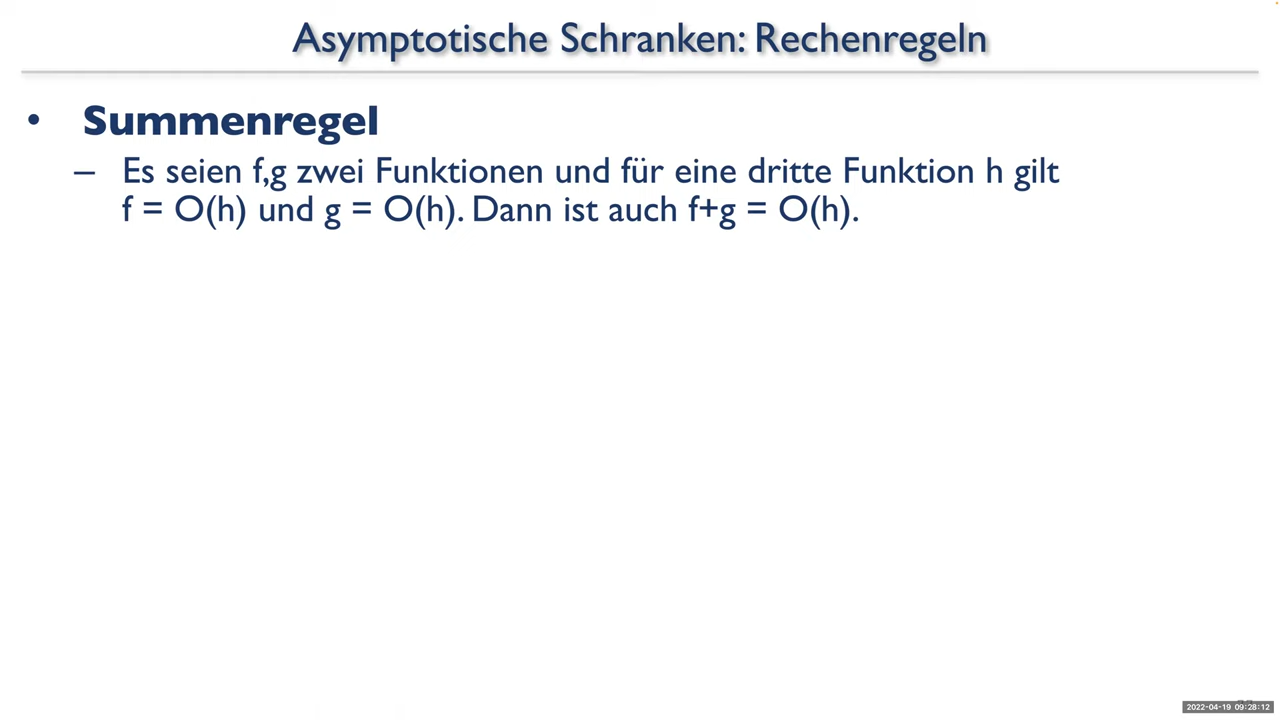 Asymptotische Schranken: Rechenregeln
• Summenregel
– Es seien f,g zwei Funktionen und für eine dritte Funktion h gilt
f = O(h) und g = O(h). Dann ist auch f+g = O(h).
2022-04-19 09:28:12